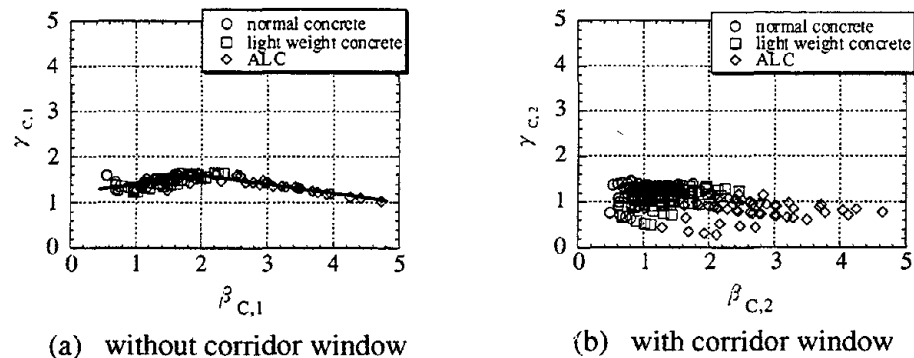 normal concrete
light weight concrete
ALC
5
4
3
2
1
0
γ C,1
0 1 2 3 4 5
β C,1
(a) without corridor window
normal concrete
light weight concrete
ALC
5
4
3
2
1
0
γ C,2
0 1 2 3 4 5
β C,2
(b) with corridor window